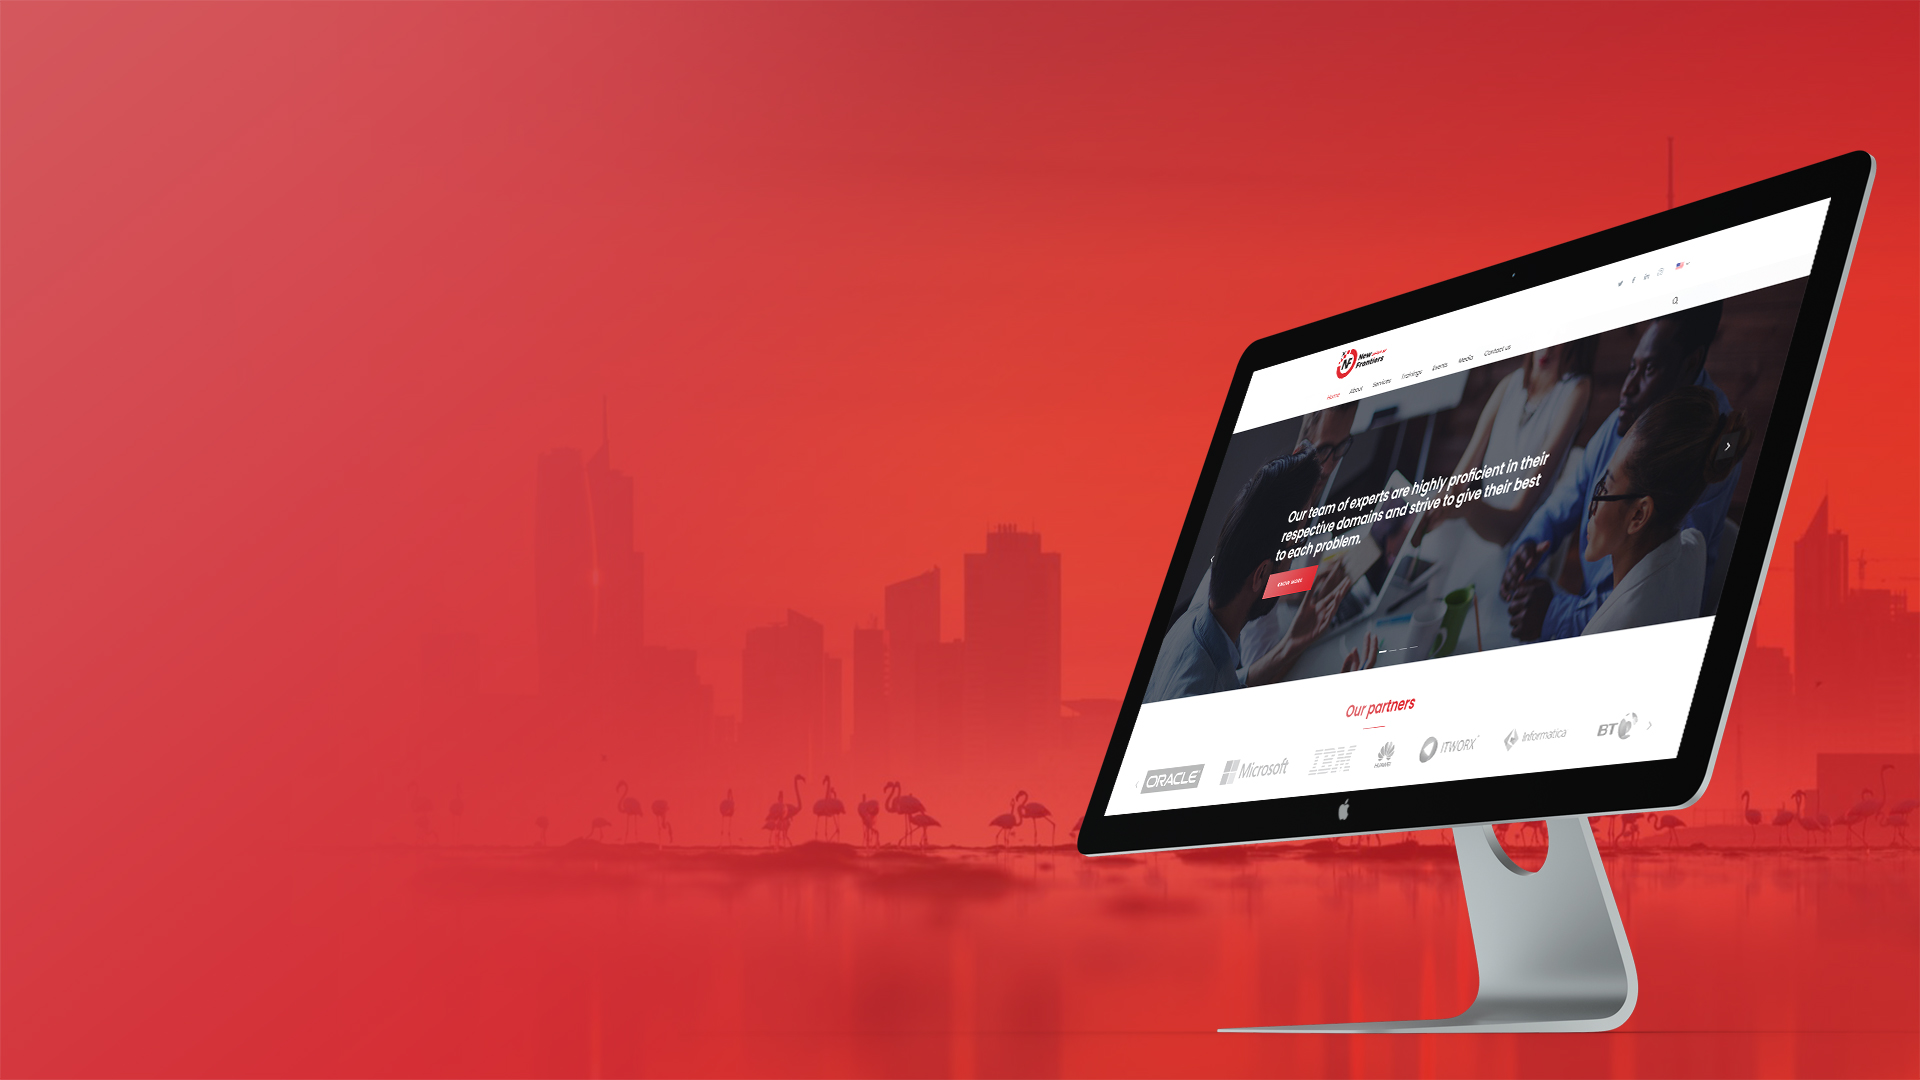 New
Frontiers
Home About Services Trainings Events Media Contact us
Our team of experts are highly proficient in their
respective domains and strive to give their best
to each problem.
KNOW MORE
Our partners
ORACLE Microsoft IBM HUAWEI ITWORX Informatica BT